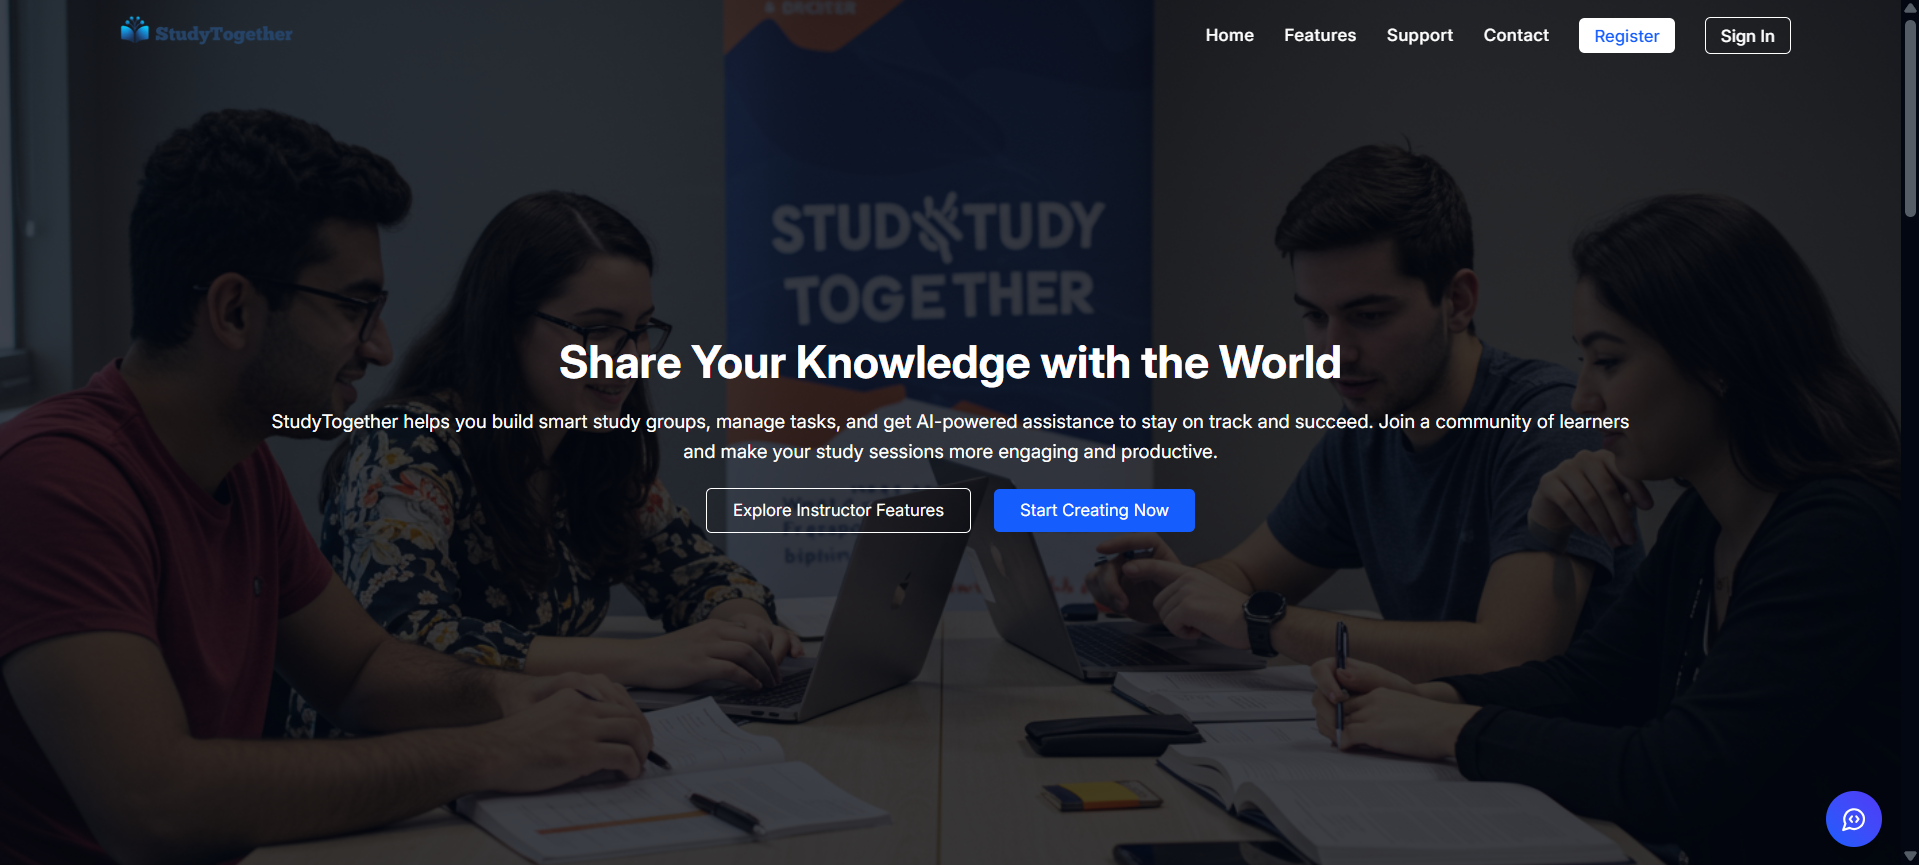 & ORCITER
StudyTogether
Home Features Support Contact Register Sign In
STUD TUDY
TOGETHER
Share Your Knowledge with the World
StudyTogether helps you build smart study groups, manage tasks, and get AI-powered assistance to stay on track and succeed. Join a community of learners
and make your study sessions more engaging and productive.
Explore Instructor Features
Start Creating Now